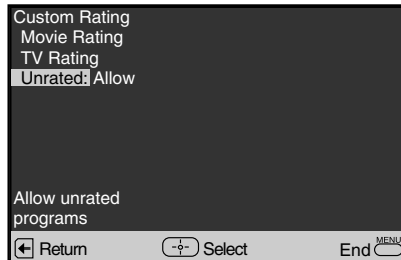 Custom Rating
Movie Rating
TV Rating
Unrated: Allow
Allow unrated
programs
Return Select End MENU